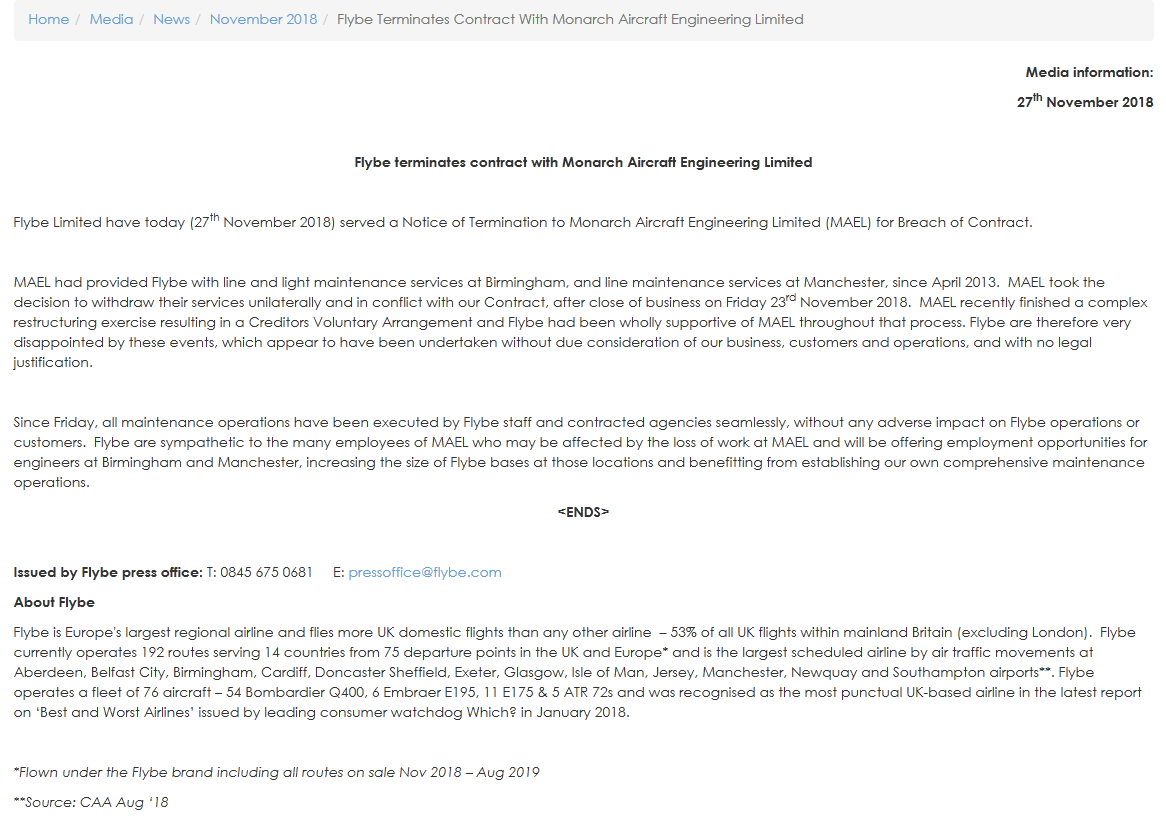 Home / Media / News / November 2018 / Flybe Terminates Contract With Monarch Aircraft Engineering Limited
Media information:
27th November 2018
Flybe terminates contract with Monarch Aircraft Engineering Limited
Flybe Limited have today (27th November 2018) served a Notice of Termination to Monarch Aircraft Engineering Limited (MAEL) for Breach of Contract.
MAEL had provided Flybe with line and light maintenance services at Birmingham, and line maintenance services at Manchester, since April 2013.  MAEL took the
decision to withdraw their services unilaterally and in conflict with our Contract, after close of business on Friday 23rd November 2018.  MAEL recently finished a complex
restructuring exercise resulting in a Creditors Voluntary Arrangement and Flybe had been wholly supportive of MAEL throughout that process. Flybe are therefore very
disappointed by these events, which appear to have been undertaken without due consideration of our business, customers and operations, and with no legal
justification.
Since Friday, all maintenance operations have been executed by Flybe staff and contracted agencies seamlessly, without any adverse impact on Flybe operations or
customers.  Flybe are sympathetic to the many employees of MAEL who may be affected by the loss of work at MAEL and will be offering employment opportunities for
engineers at Birmingham and Manchester, increasing the size of Flybe bases at those locations and benefitting from establishing our own comprehensive maintenance
operations.
<ENDS>
Issued by Flybe press office: T: 0845 675 0681    E: pressoffice@flybe.com
About Flybe
Flybe is Europe's largest regional airline and flies more UK domestic flights than any other airline  – 53% of all UK flights within mainland Britain (excluding London).  Flybe
currently operates 192 routes serving 14 countries from 75 departure points in the UK and Europe* and is the largest scheduled airline by air traffic movements at
Aberdeen, Belfast City, Birmingham, Cardiff, Doncaster Sheffield, Exeter, Glasgow, Isle of Man, Jersey, Manchester, Newquay and Southampton airports**. Flybe
operates a fleet of 76 aircraft – 54 Bombardier Q400, 6 Embraer E195, 11 E175 & 5 ATR 72s and was recognised as the most punctual UK-based airline in the latest report
on ‘Best and Worst Airlines’ issued by leading consumer watchdog Which? in January 2018.
*Flown under the Flybe brand including all routes on sale Nov 2018 – Aug 2019
**Source: CAA Aug ‘18